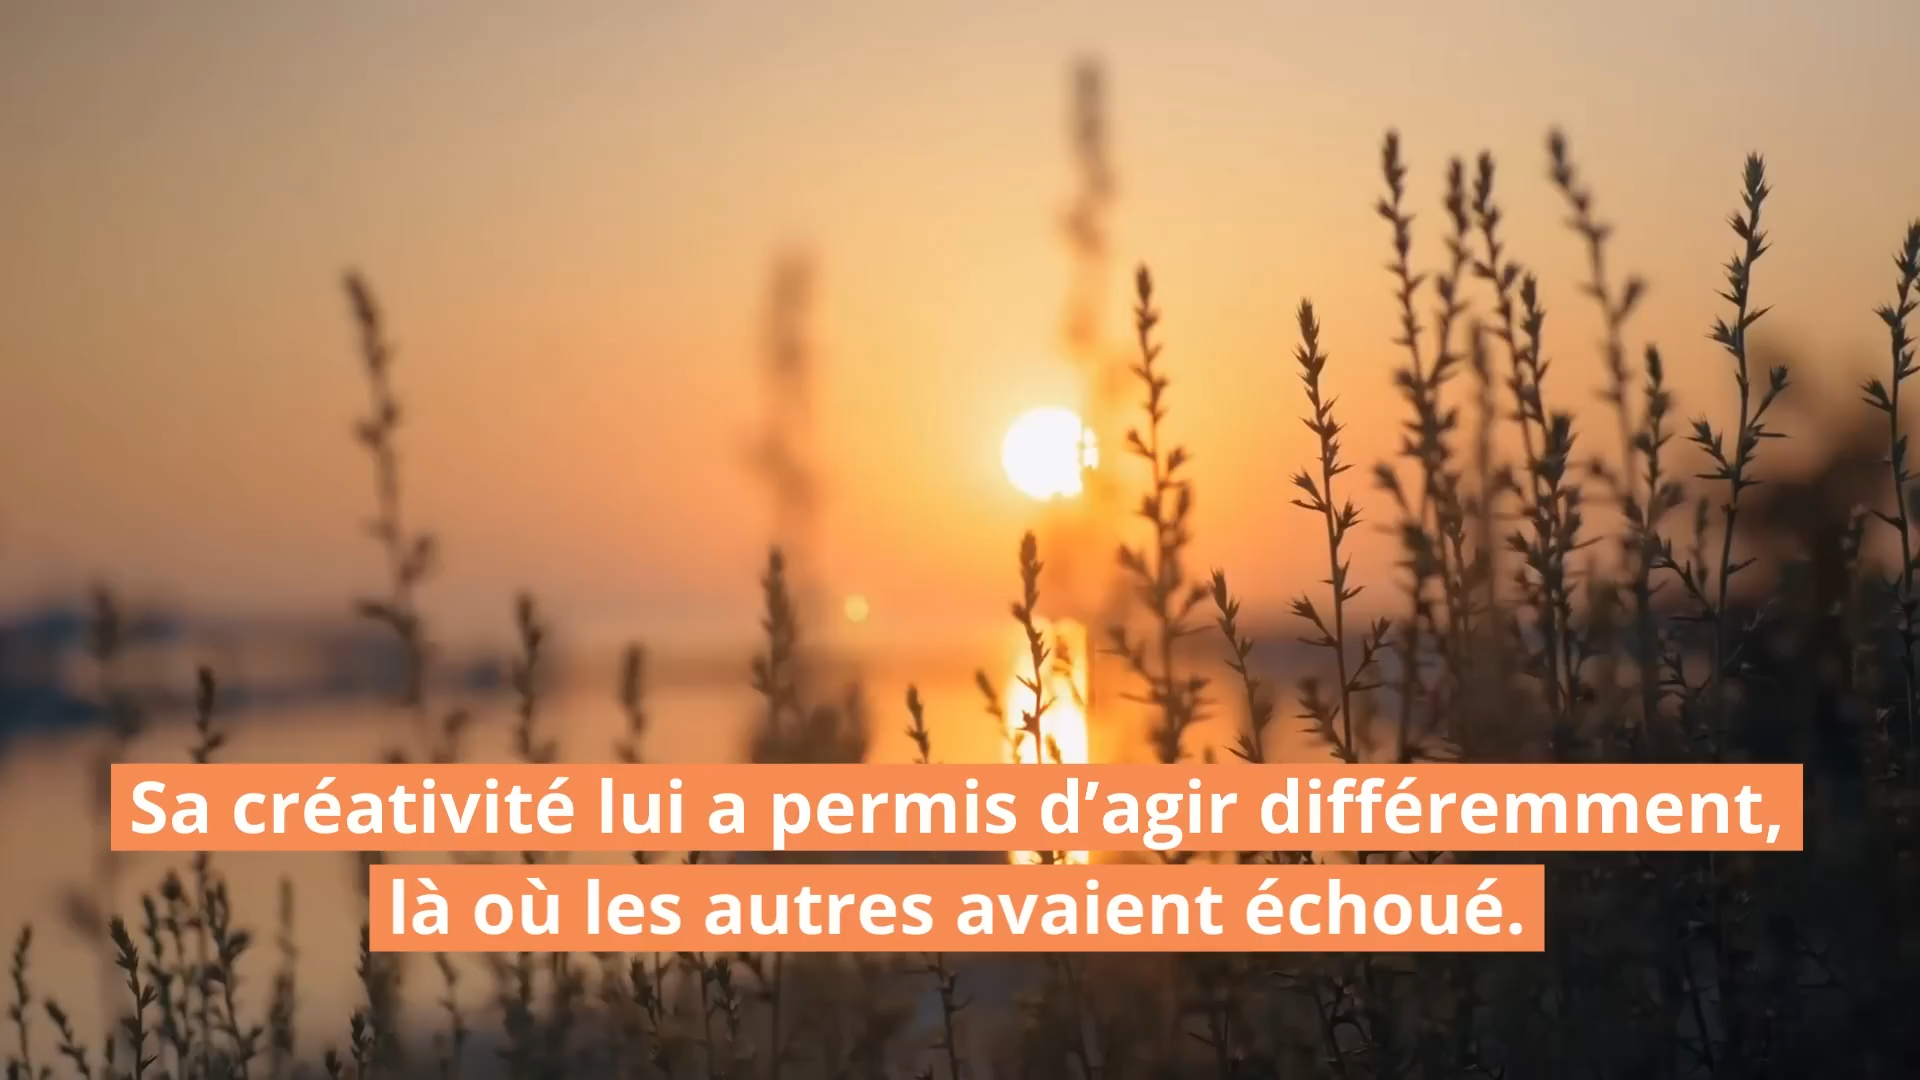 Sa créativité lui a permis d’agir différemment,
là où les autres avaient échoué.